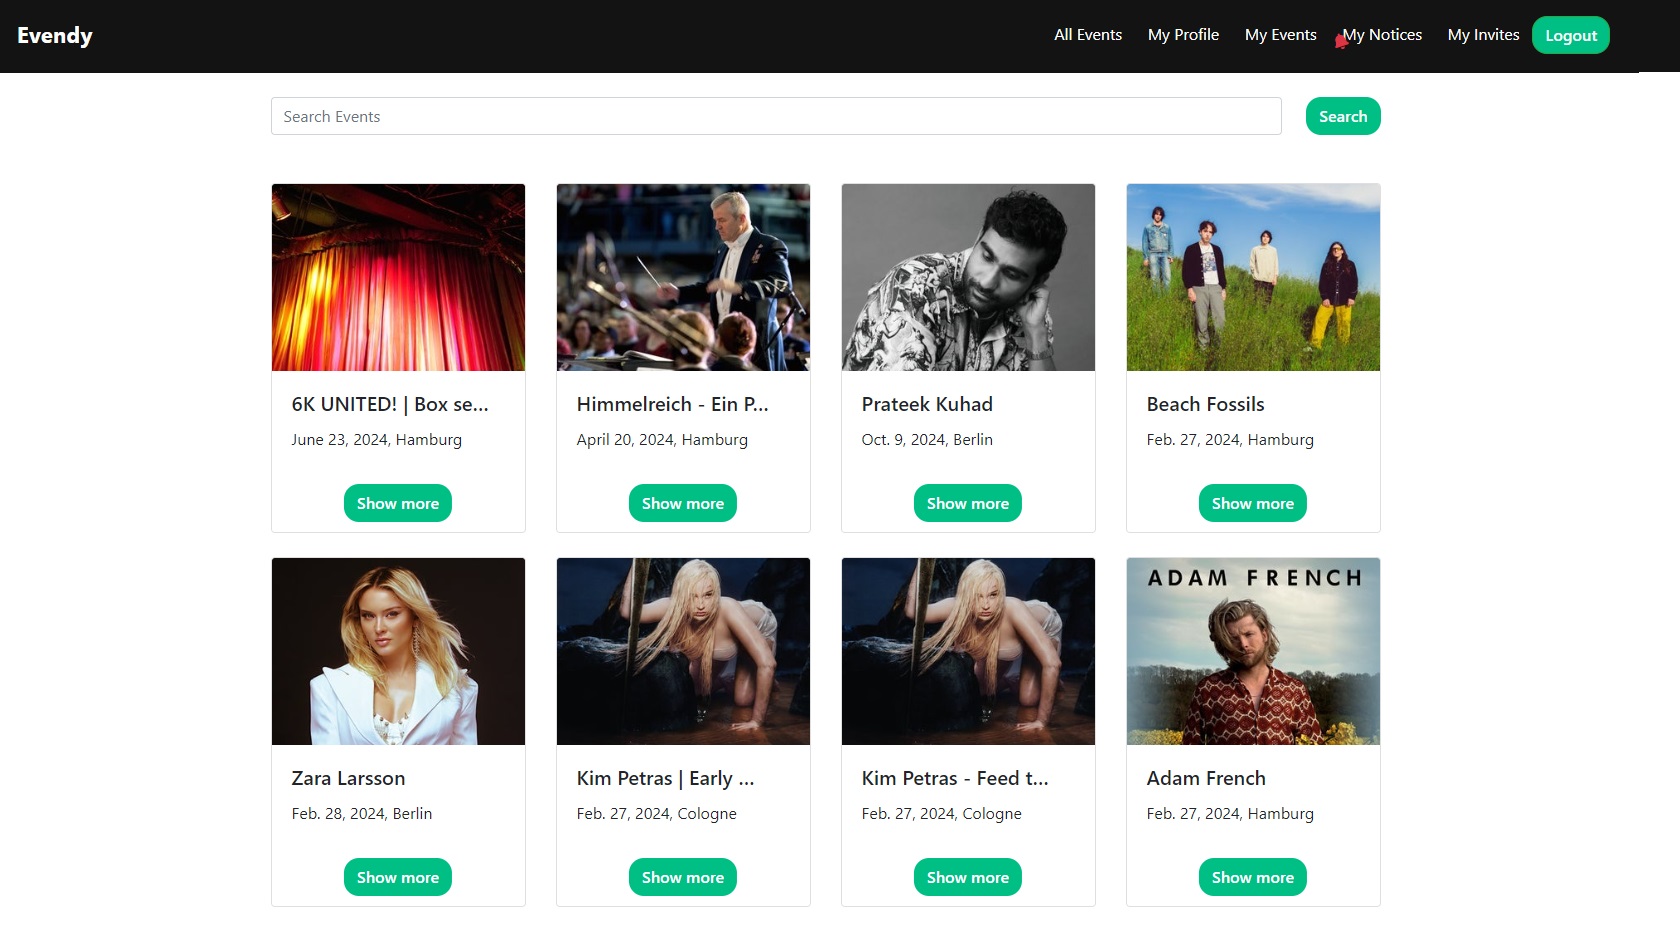 Evendy
All Events
My Profile
My Events
My Notices
My Invites
Logout
Search Events
Search
6K UNITED! | Box se...
June 23, 2024, Hamburg
Show more
Himmelreich - Ein P...
April 20, 2024, Hamburg
Show more
Prateek Kuhad
Oct. 9, 2024, Berlin
Show more
Beach Fossils
Feb. 27, 2024, Hamburg
Show more
Zara Larsson
Feb. 28, 2024, Berlin
Show more
Kim Petras | Early ...
Feb. 27, 2024, Cologne
Show more
Kim Petras - Feed t...
Feb. 27, 2024, Cologne
Show more
ADAM FRENCH
Adam French
Feb. 27, 2024, Hamburg
Show more